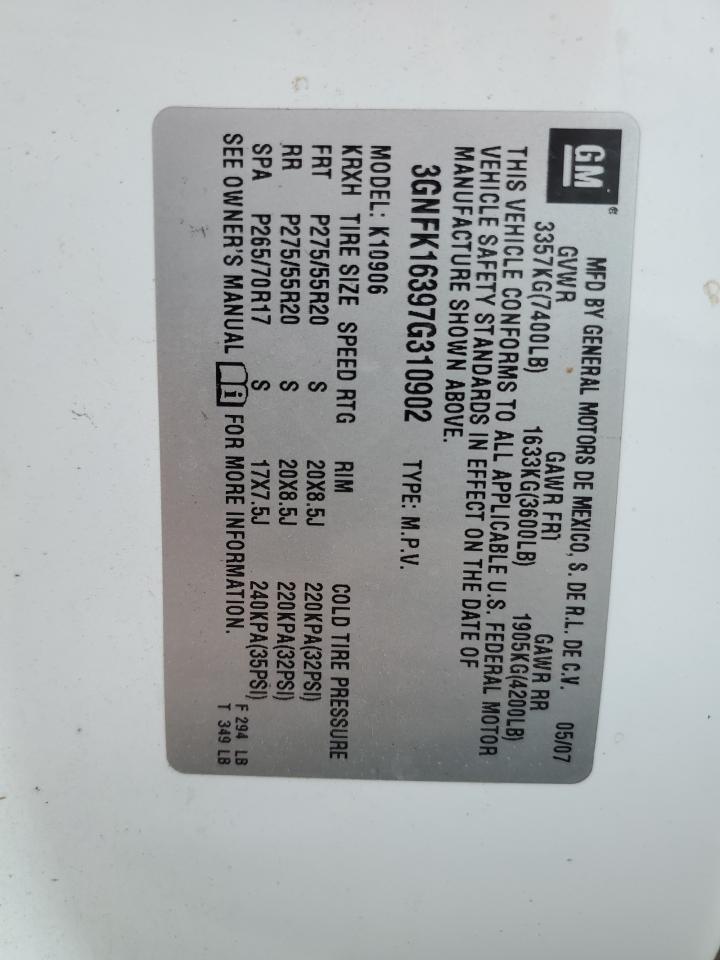 GM®
MFD BY GENERAL MOTORS DE MEXICO, S. DE R.L. DE C.V. 05/07
GVWR GAWR FRT GAWR RR
3357KG(7400LB) 1633KG(3600LB) 1905KG(4200LB)
THIS VEHICLE CONFORMS TO ALL APPLICABLE U.S. FEDERAL MOTOR
VEHICLE SAFETY STANDARDS IN EFFECT ON THE DATE OF
MANUFACTURE SHOWN ABOVE.
3GNFK16397G310902 TYPE: M.P.V.
MODEL: K10906
KRXH TIRE SIZE SPEED RTG RIM COLD TIRE PRESSURE
FRT P275/55R20 S 20X8.5J 220KPA(32PSI)
RR P275/55R20 S 20X8.5J 220KPA(32PSI)
SPA P265/70R17 S 17X7.5J 240KPA(35PSI)
SEE OWNER'S MANUAL i FOR MORE INFORMATION.
F 294 LB
T 349 LB